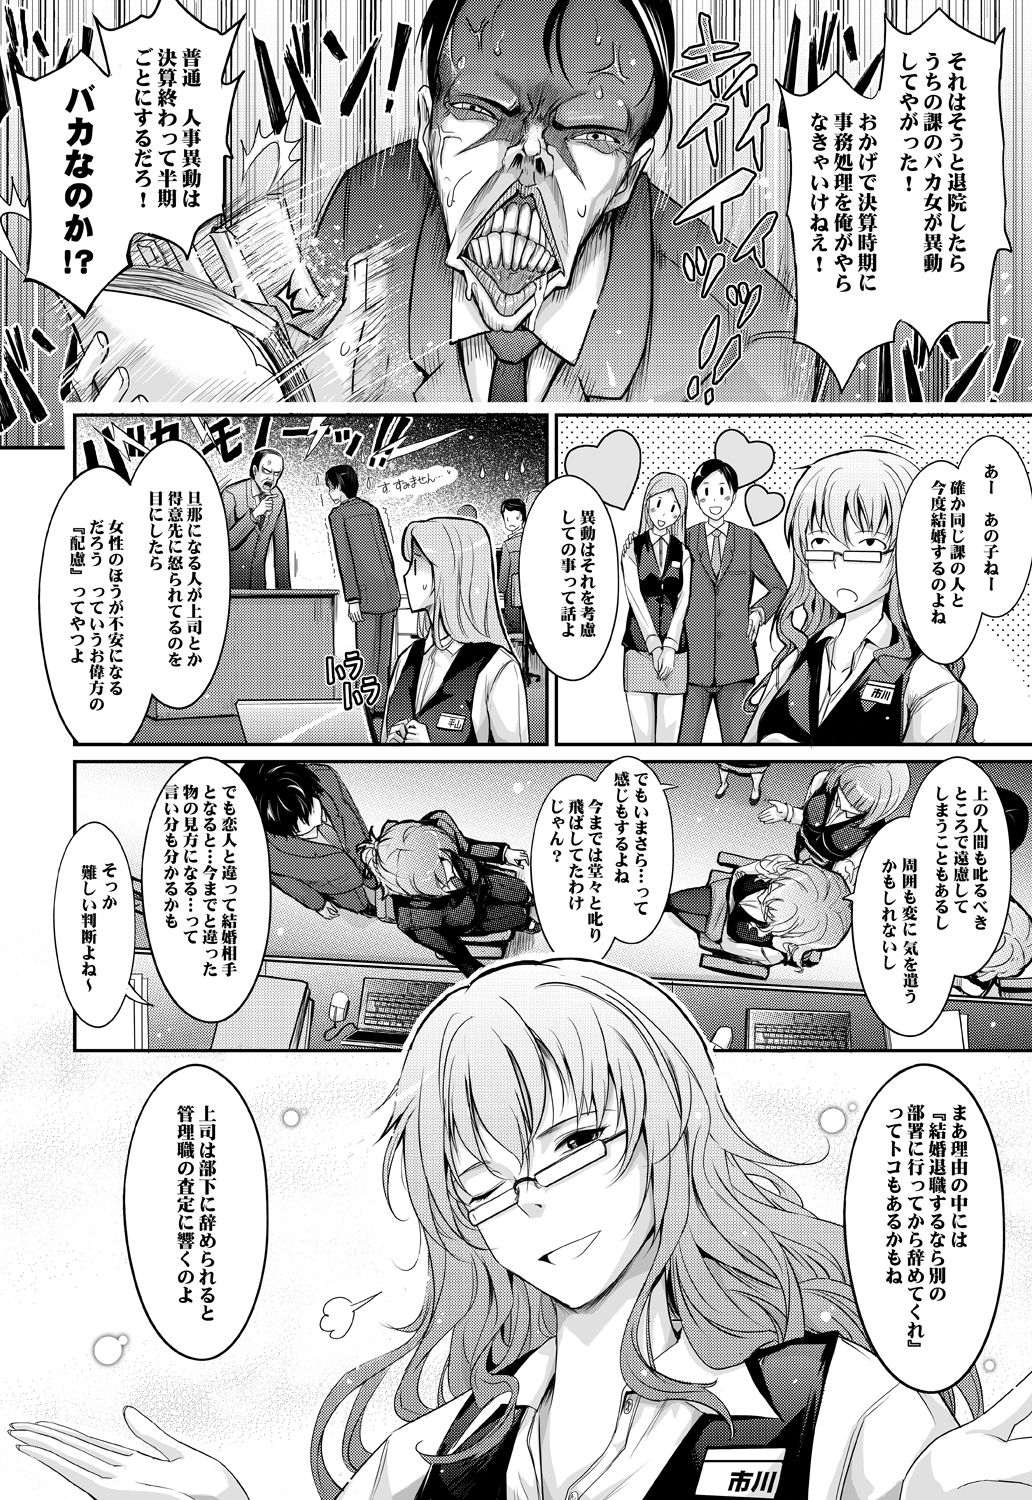 それはそうと退院したら
うちの課のバカ女が異動
してやがった！
おかげで決算時期に
事務処理を俺がやら
なきゃいけねえ！
普通　人事異動は
決算終わって半期
ごとにするだろ！
バカなのか!?
バン！
バン！
バン！
バン！
あー　あの子ねー
確か同じ課の人と
今度結婚するのよね
異動はそれを考慮
しての事って話よ
市川
バカモノーッ!!
す、すみません…
旦那になる人が上司とか
得意先に怒られてるのを
目にしたら
女性のほうが不安になる
だろう　っていうお偉方の
『配慮』ってやつよ
ハラ
ハラ
平山
上の人間も叱るべき
ところで遠慮して
しまうこともあるし
周囲も変に気を遣う
かもしれないし
でもいまさら…って
感じもするよね
今までは堂々と叱り
飛ばしてたわけ
じゃん？
でも恋人と違って結婚相手
となると…今までと違った
物の見方になる…って
言い分も分かるかも
そっか
難しい判断よね～
まあ理由の中には
『結婚退職するなら別の
部署に行ってから辞めてくれ』
ってトコもあるかもね
上司は部下に辞められると
管理職の査定に響くのよ
市川